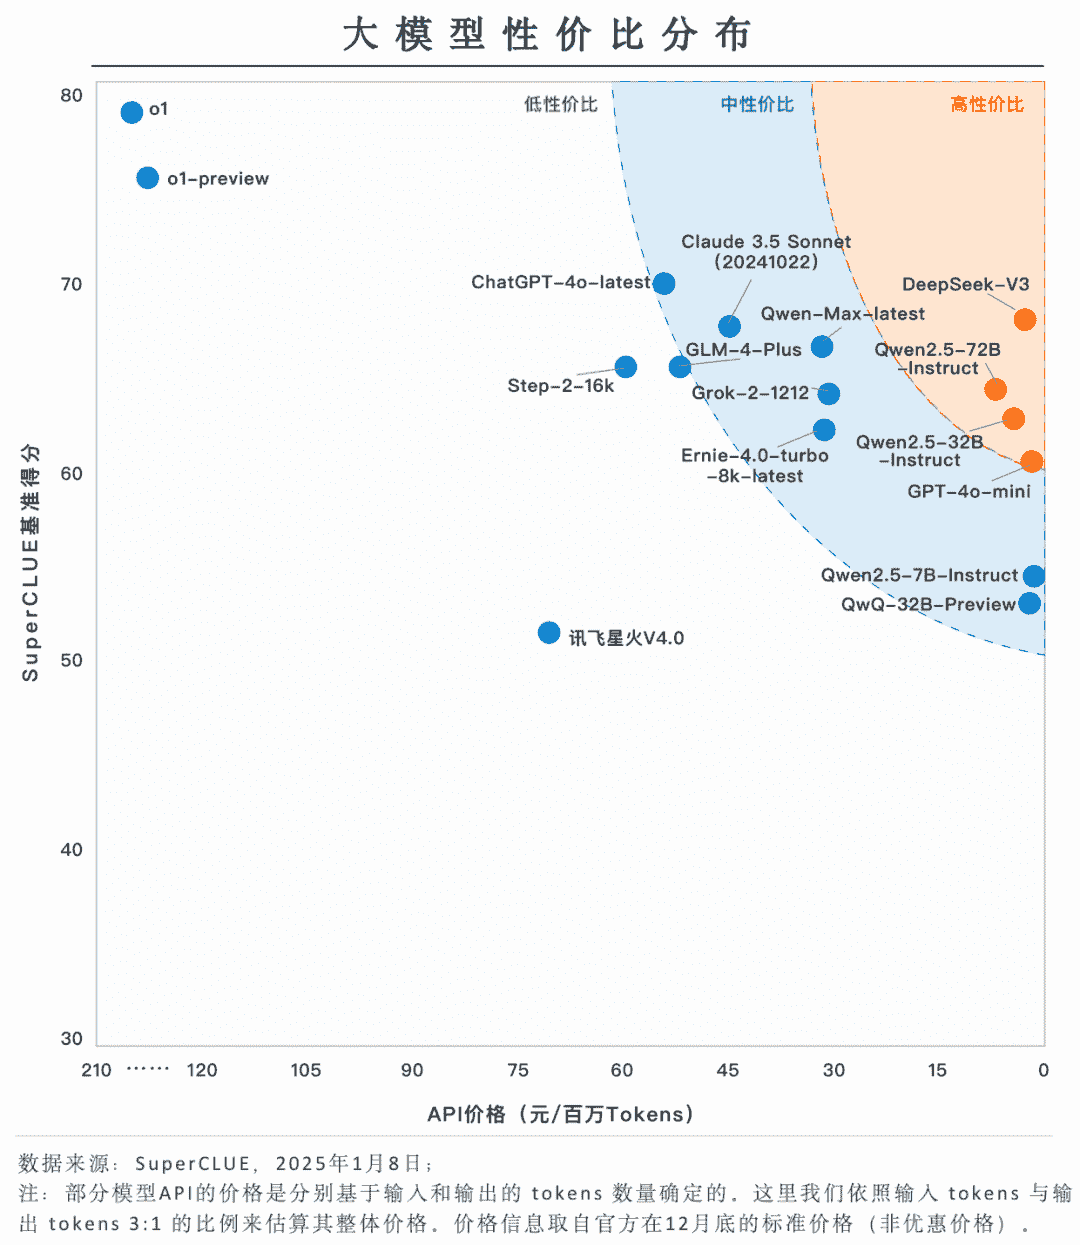 大模型性价比分布
80
o1
低性价比
中性价比
高性价比
o1-preview
Claude 3.5 Sonnet
(20241022)
70
ChatGPT-4o-latest
DeepSeek-V3
Qwen-Max-latest
GLM-4-Plus
Qwen2.5-72B
-Instruct
Step-2-16k
Grok-2-1212
Qwen2.5-32B
-Instruct
Ernie-4.0-turbo
-8k-latest
60
GPT-4o-mini
SuperCLUE基准得分
Qwen2.5-7B-Instruct
QwQ-32B-Preview
讯飞星火V4.0
50
40
30
210 ······ 120 105 90 75 60 45 30 15 0
API价格（元/百万Tokens）
数据来源：SuperCLUE，2025年1月8日；
注：部分模型API的价格是分别基于输入和输出的 tokens 数量确定的。这里我们依照输入 tokens 与输
出 tokens 3:1 的比例来估算其整体价格。价格信息取自官方在12月底的标准价格（非优惠价格）。